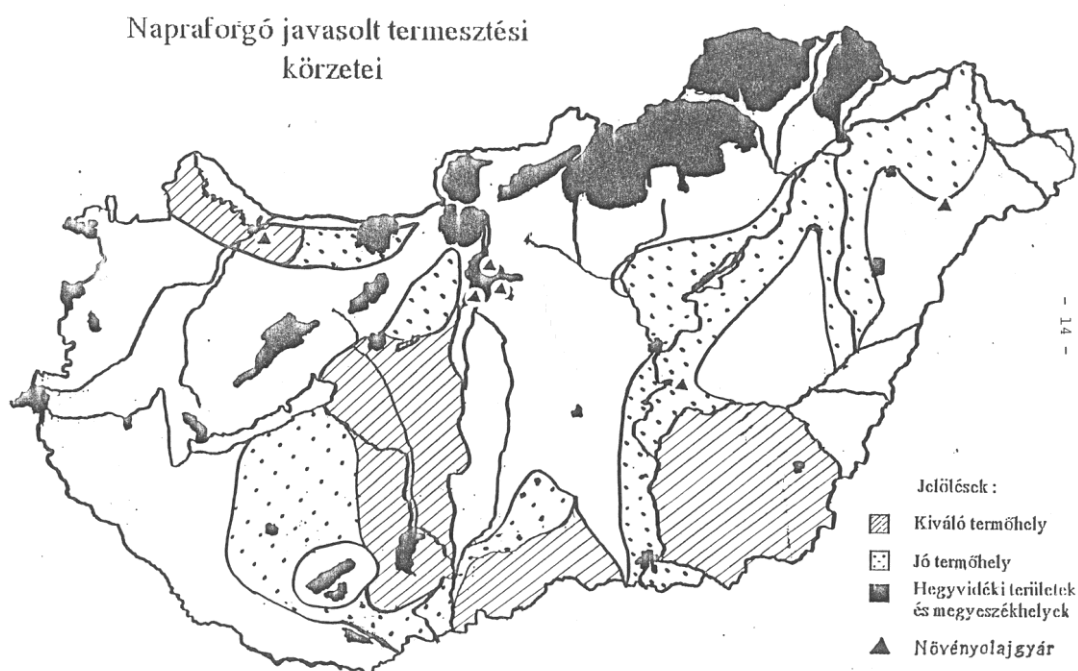 Napraforgó javasolt termesztési
körzetei
- 14 -
Jelölések :
Kiváló termőhely
Jó termőhely
Hegyvidéki területek
és megyeszékhelyek
Növényolajgyár